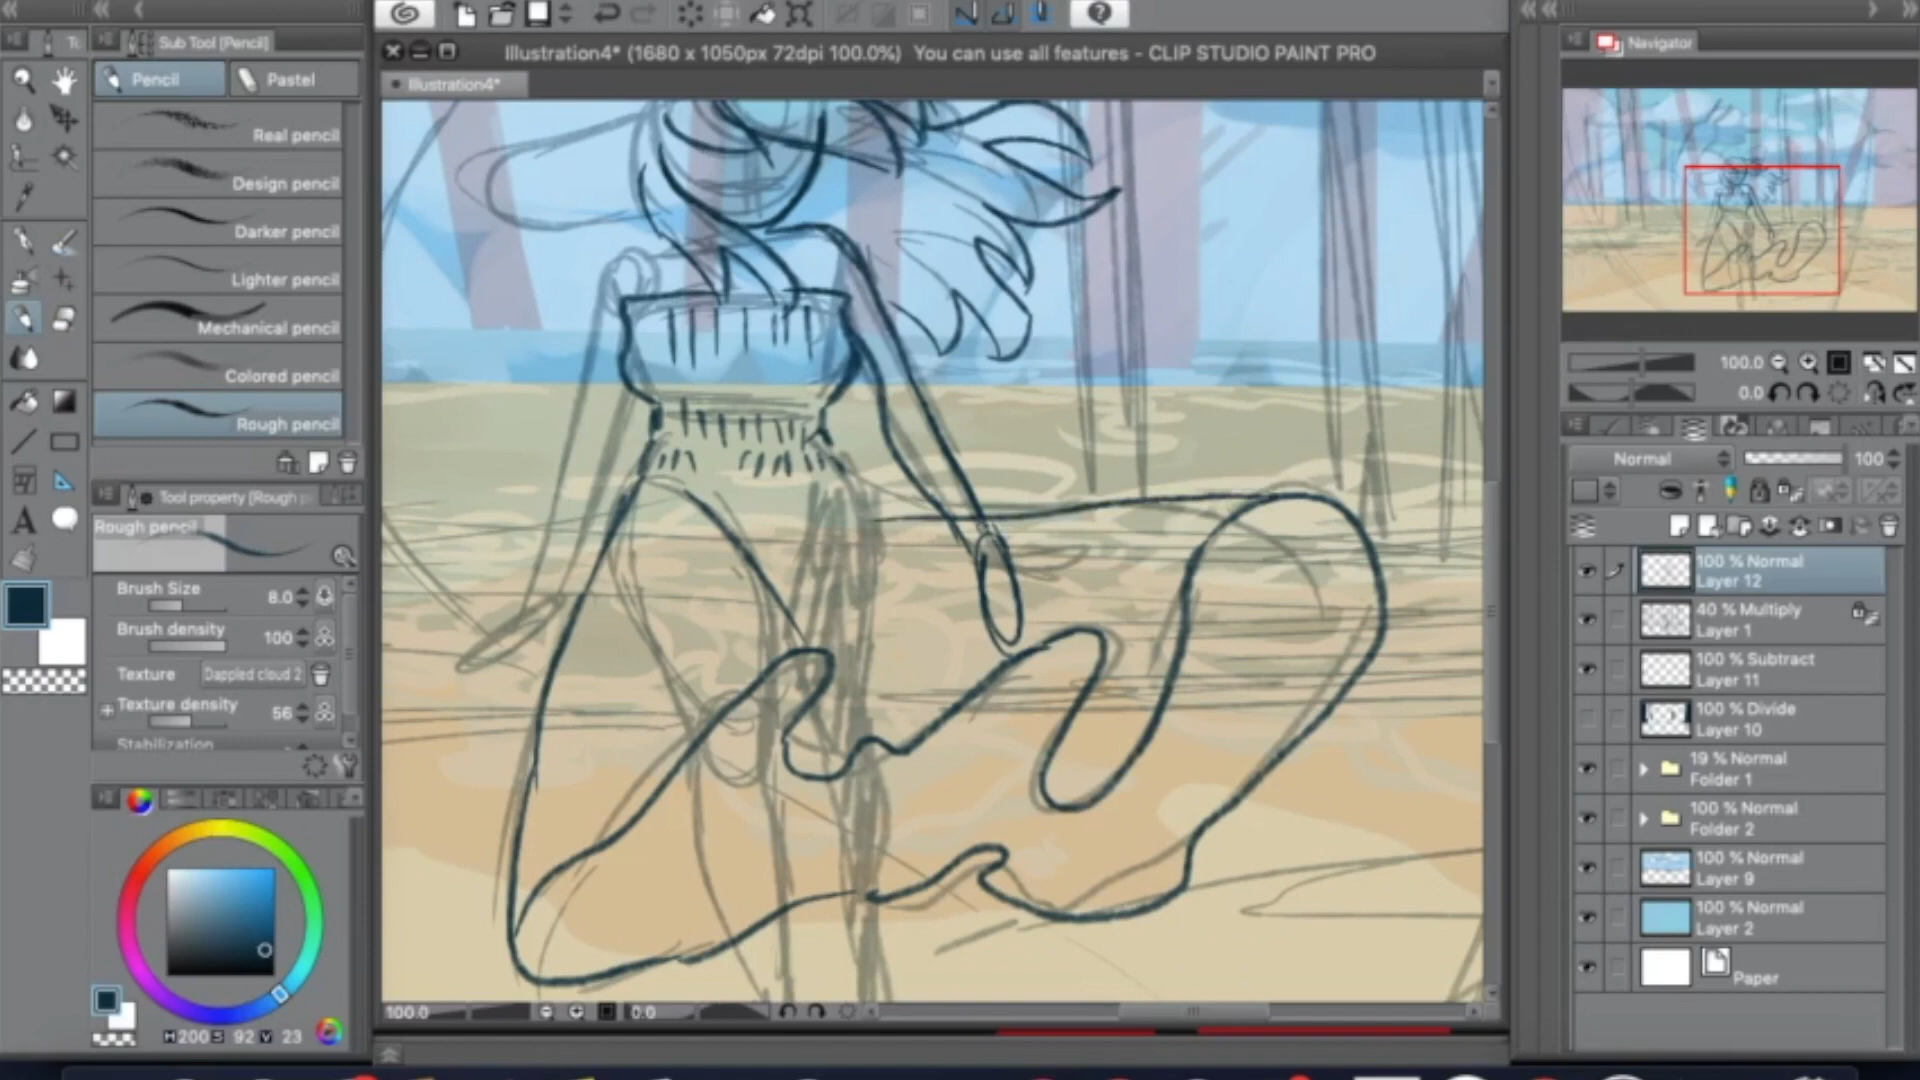 Sub Tool [Pencil]
Pencil
Pastel
Real pencil
Design pencil
Darker pencil
Lighter pencil
Mechanical pencil
Colored pencil
Rough pencil
Tool property [Rough p
Rough pencil
Brush Size 8.0
Brush density 100
Texture Dappled cloud 2
Texture density 56
Stabilization
H 200 S 92 V 23
Illustration4* (1680 x 1050px 72dpi 100.0%) You can use all features - CLIP STUDIO PAINT PRO
Illustration4*
100.0
0.0
Navigator
100.0
0.0
Normal 100
100 % Normal
Layer 12
40 % Multiply
Layer 1
100 % Subtract
Layer 11
100 % Divide
Layer 10
19 % Normal
Folder 1
100 % Normal
Folder 2
100 % Normal
Layer 9
100 % Normal
Layer 2
Paper